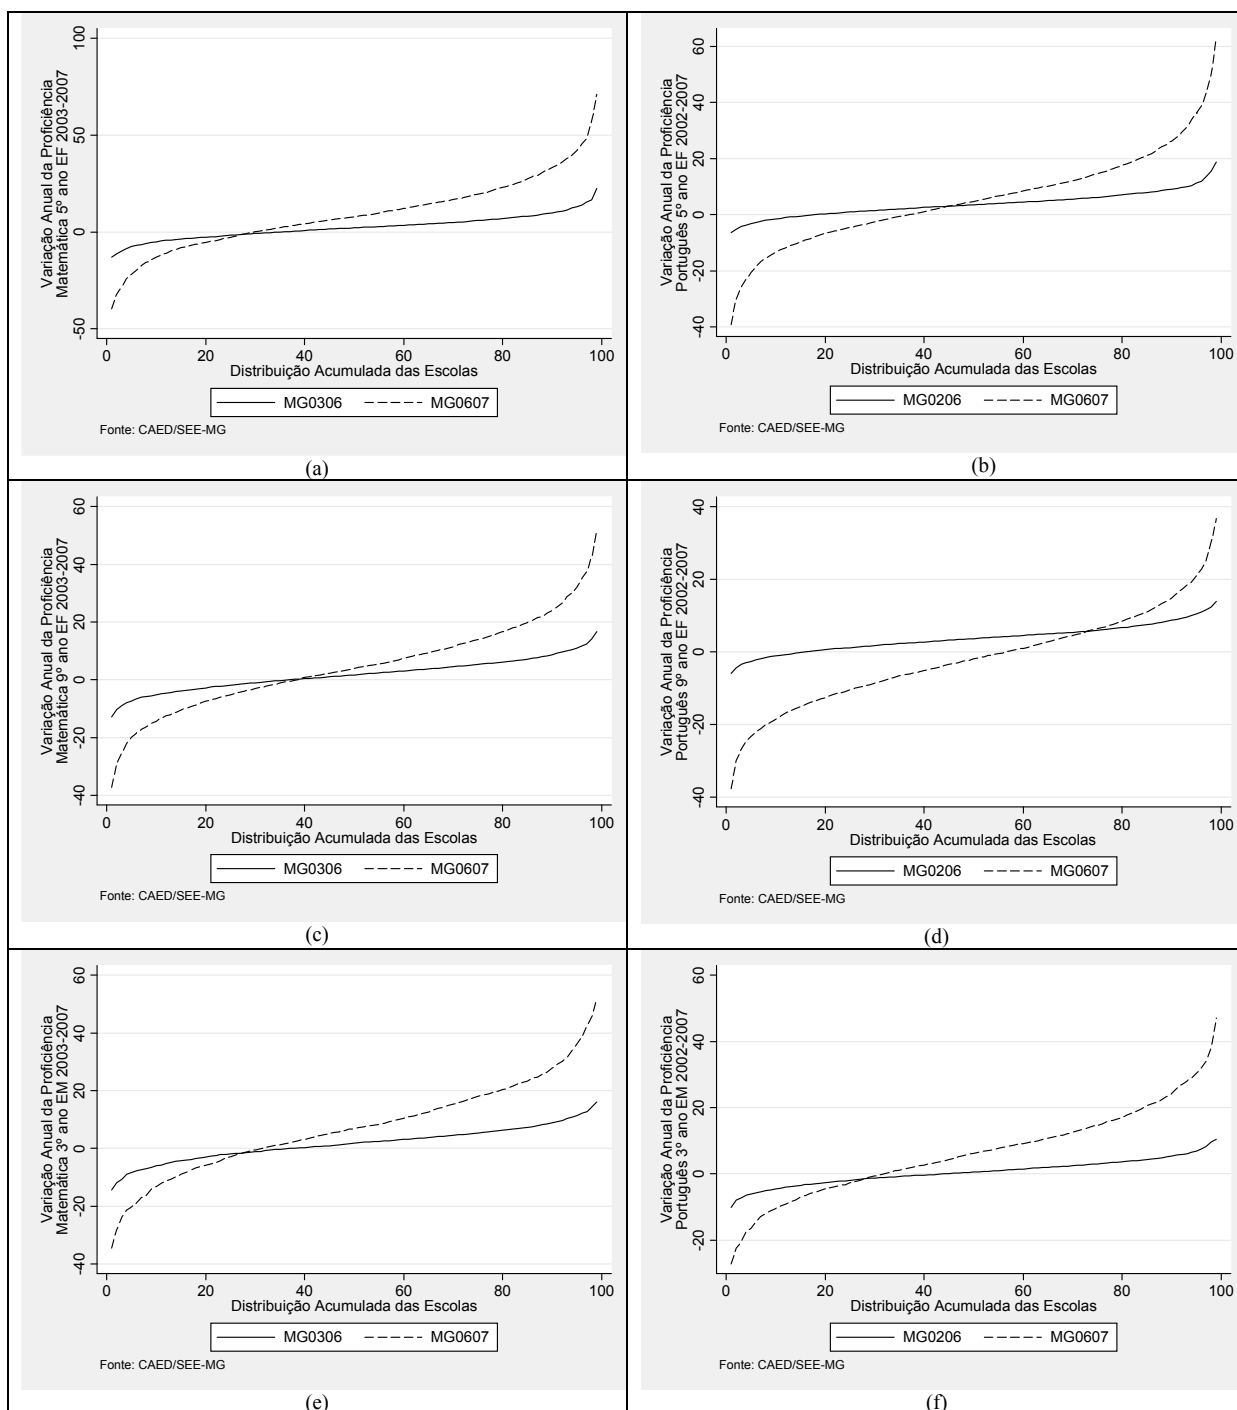 Variação Anual da Proficiência
Matemática 5º ano EF 2003-2007
100
50
0
-50
0 20 40 60 80 100
Distribuição Acumulada das Escolas
MG0306 MG0607
Fonte: CAED/SEE-MG
(a)
Variação Anual da Proficiência
Português 5º ano EF 2002-2007
60
40
20
0
-20
-40
0 20 40 60 80 100
Distribuição Acumulada das Escolas
MG0206 MG0607
Fonte: CAED/SEE-MG
(b)
Variação Anual da Proficiência
Matemática 9º ano EF 2003-2007
60
40
20
0
-20
-40
0 20 40 60 80 100
Distribuição Acumulada das Escolas
MG0306 MG0607
Fonte: CAED/SEE-MG
(c)
Variação Anual da Proficiência
Português 9º ano EF 2002-2007
40
20
0
-20
-40
0 20 40 60 80 100
Distribuição Acumulada das Escolas
MG0206 MG0607
Fonte: CAED/SEE-MG
(d)
Variação Anual da Proficiência
Matemática 3º ano EM 2003-2007
60
40
20
0
-20
-40
0 20 40 60 80 100
Distribuição Acumulada das Escolas
MG0306 MG0607
Fonte: CAED/SEE-MG
(e)
Variação Anual da Proficiência
Português 3º ano EM 2002-2007
60
40
20
0
-20
0 20 40 60 80 100
Distribuição Acumulada das Escolas
MG0206 MG0607
Fonte: CAED/SEE-MG
(f)